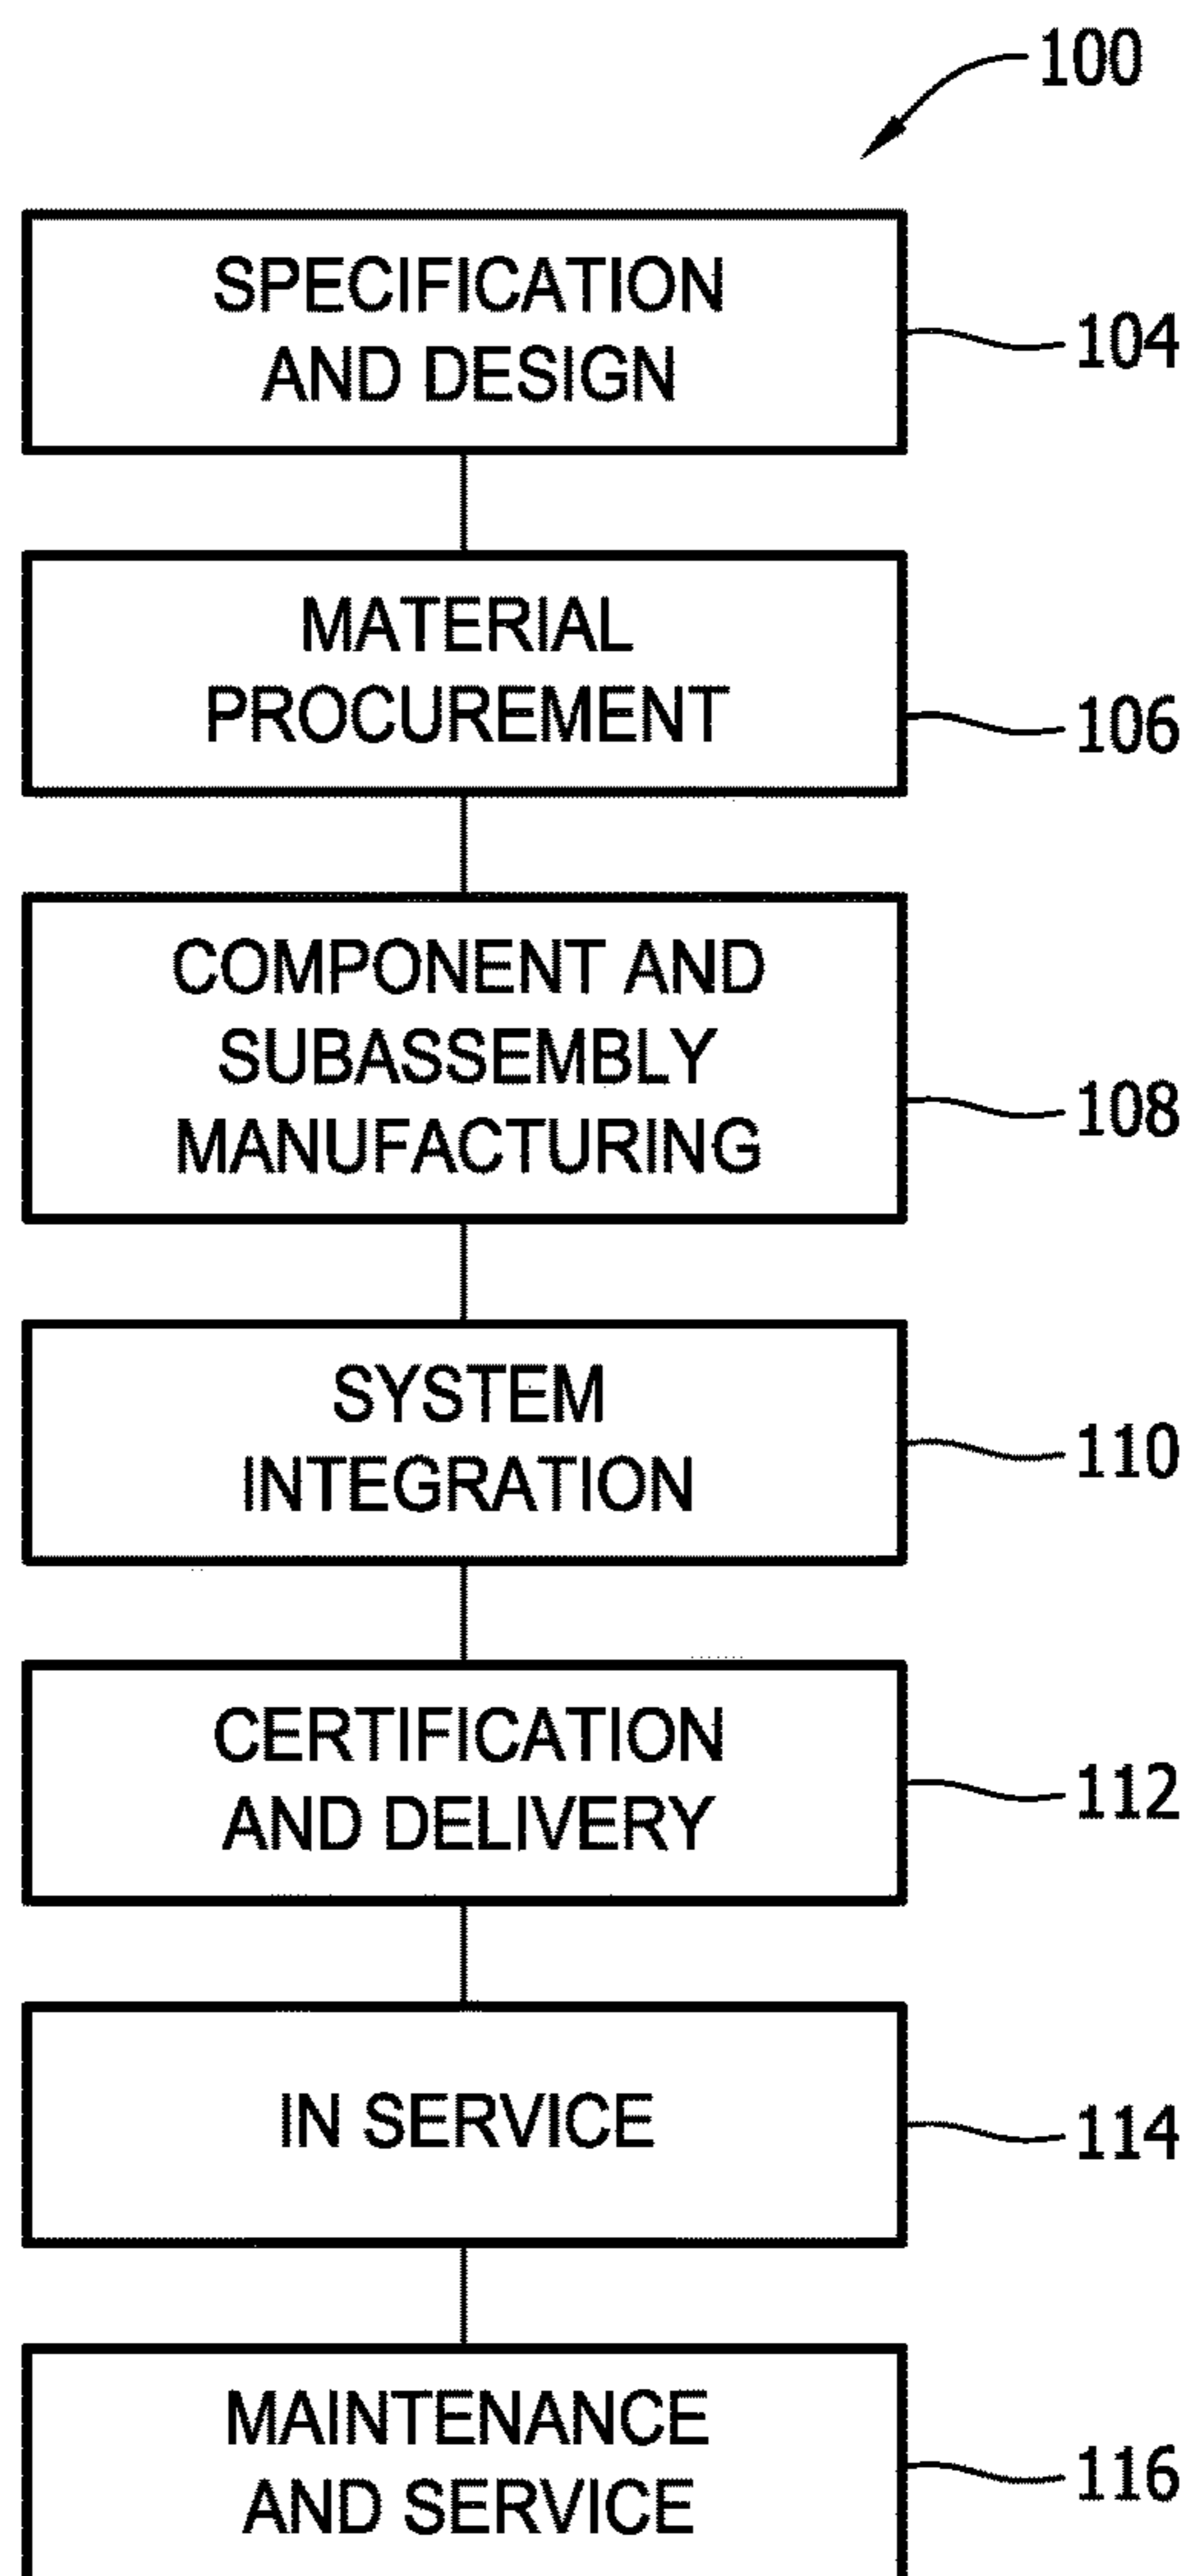 100
SPECIFICATION
AND DESIGN
104
MATERIAL
PROCUREMENT
106
COMPONENT AND
SUBASSEMBLY
MANUFACTURING
108
SYSTEM
INTEGRATION
110
CERTIFICATION
AND DELIVERY
112
IN SERVICE
114
MAINTENANCE
AND SERVICE
116